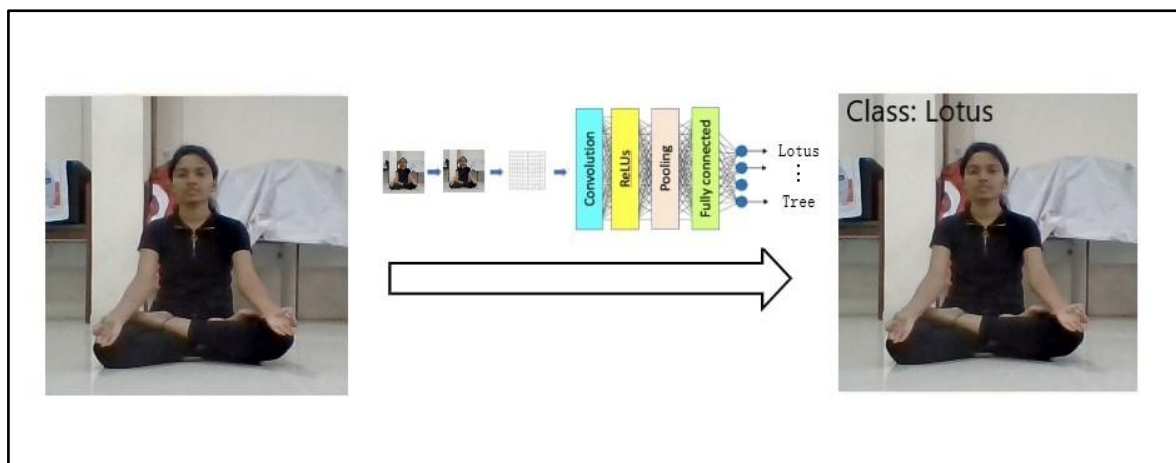 Convolution
ReLUs
Pooling
Fully connected
Lotus
⋮
Tree
Class: Lotus